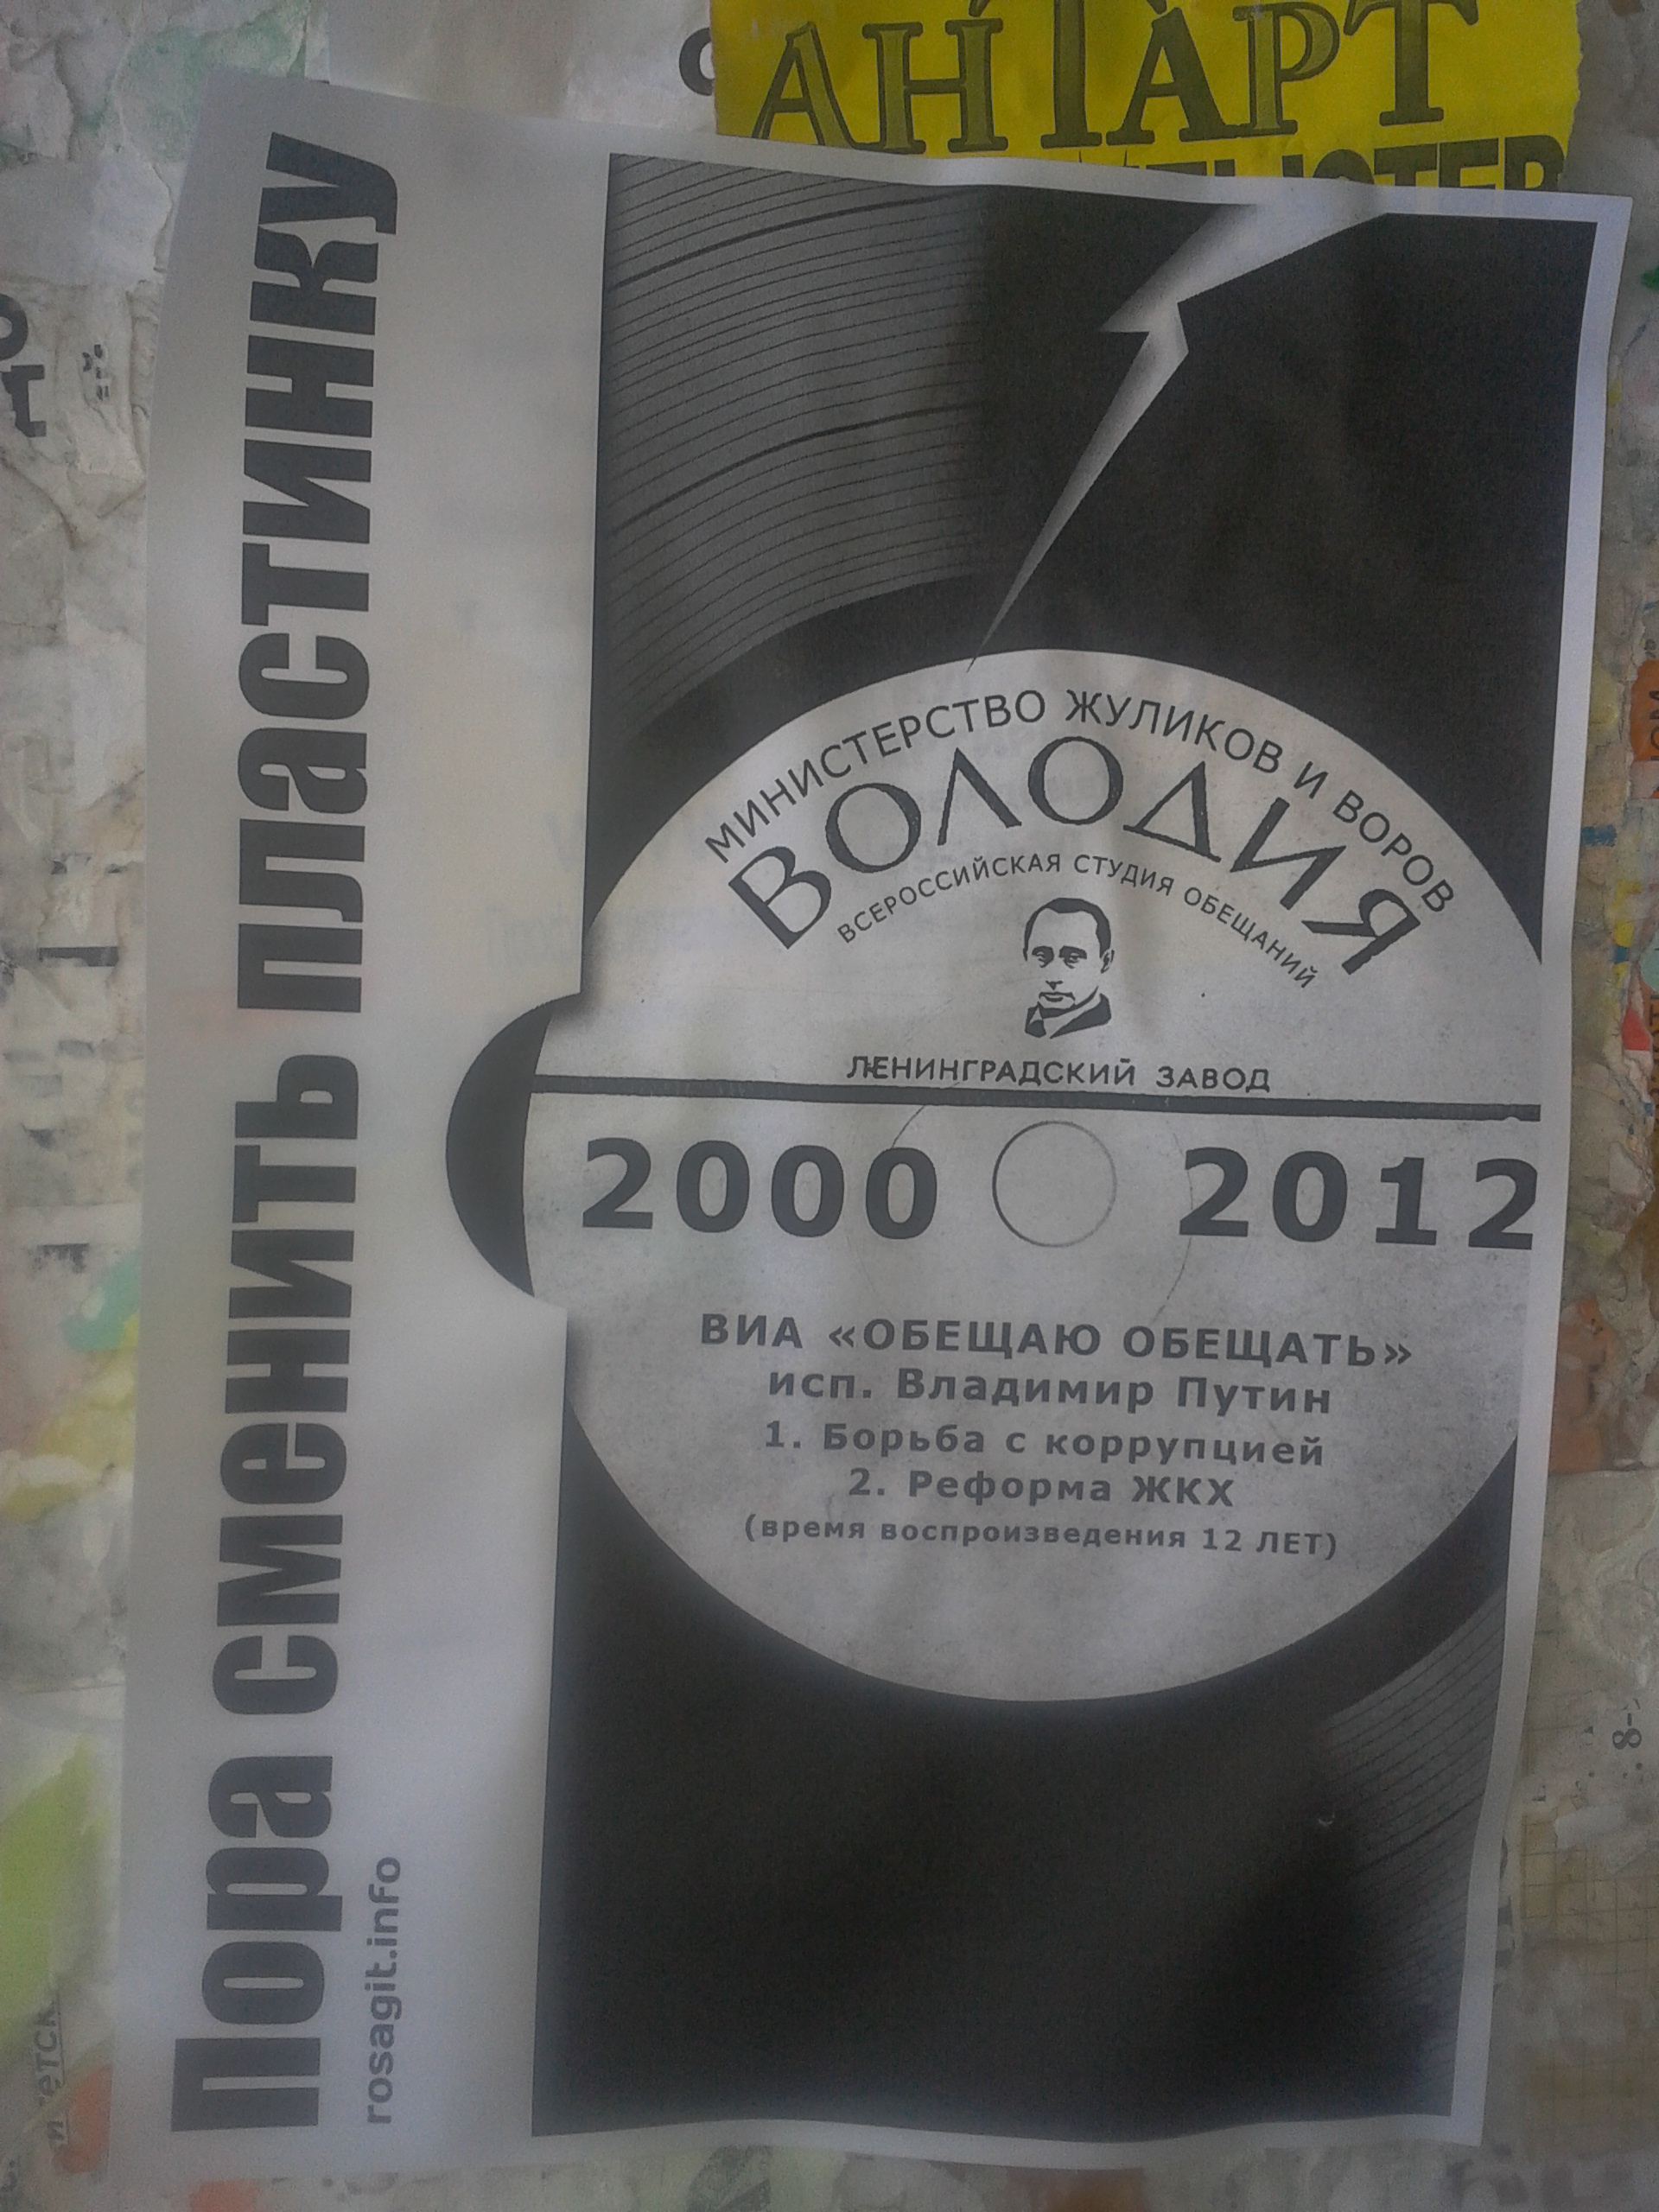 АНТАРТ
Пора сменить пластинку
rosagit.info
МИНИСТЕРСТВО ЖУЛИКОВ И ВОРОВ
ВОЛОДИЯ
ВСЕРОССИЙСКАЯ СТУДИЯ ОБЕЩАНИЙ
ЛЕНИНГРАДСКИЙ ЗАВОД
2000 2012
ВИА «ОБЕЩАЮ ОБЕЩАТЬ»
исп. Владимир Путин
1. Борьба с коррупцией
2. Реформа ЖКХ
(время воспроизведения 12 ЛЕТ)